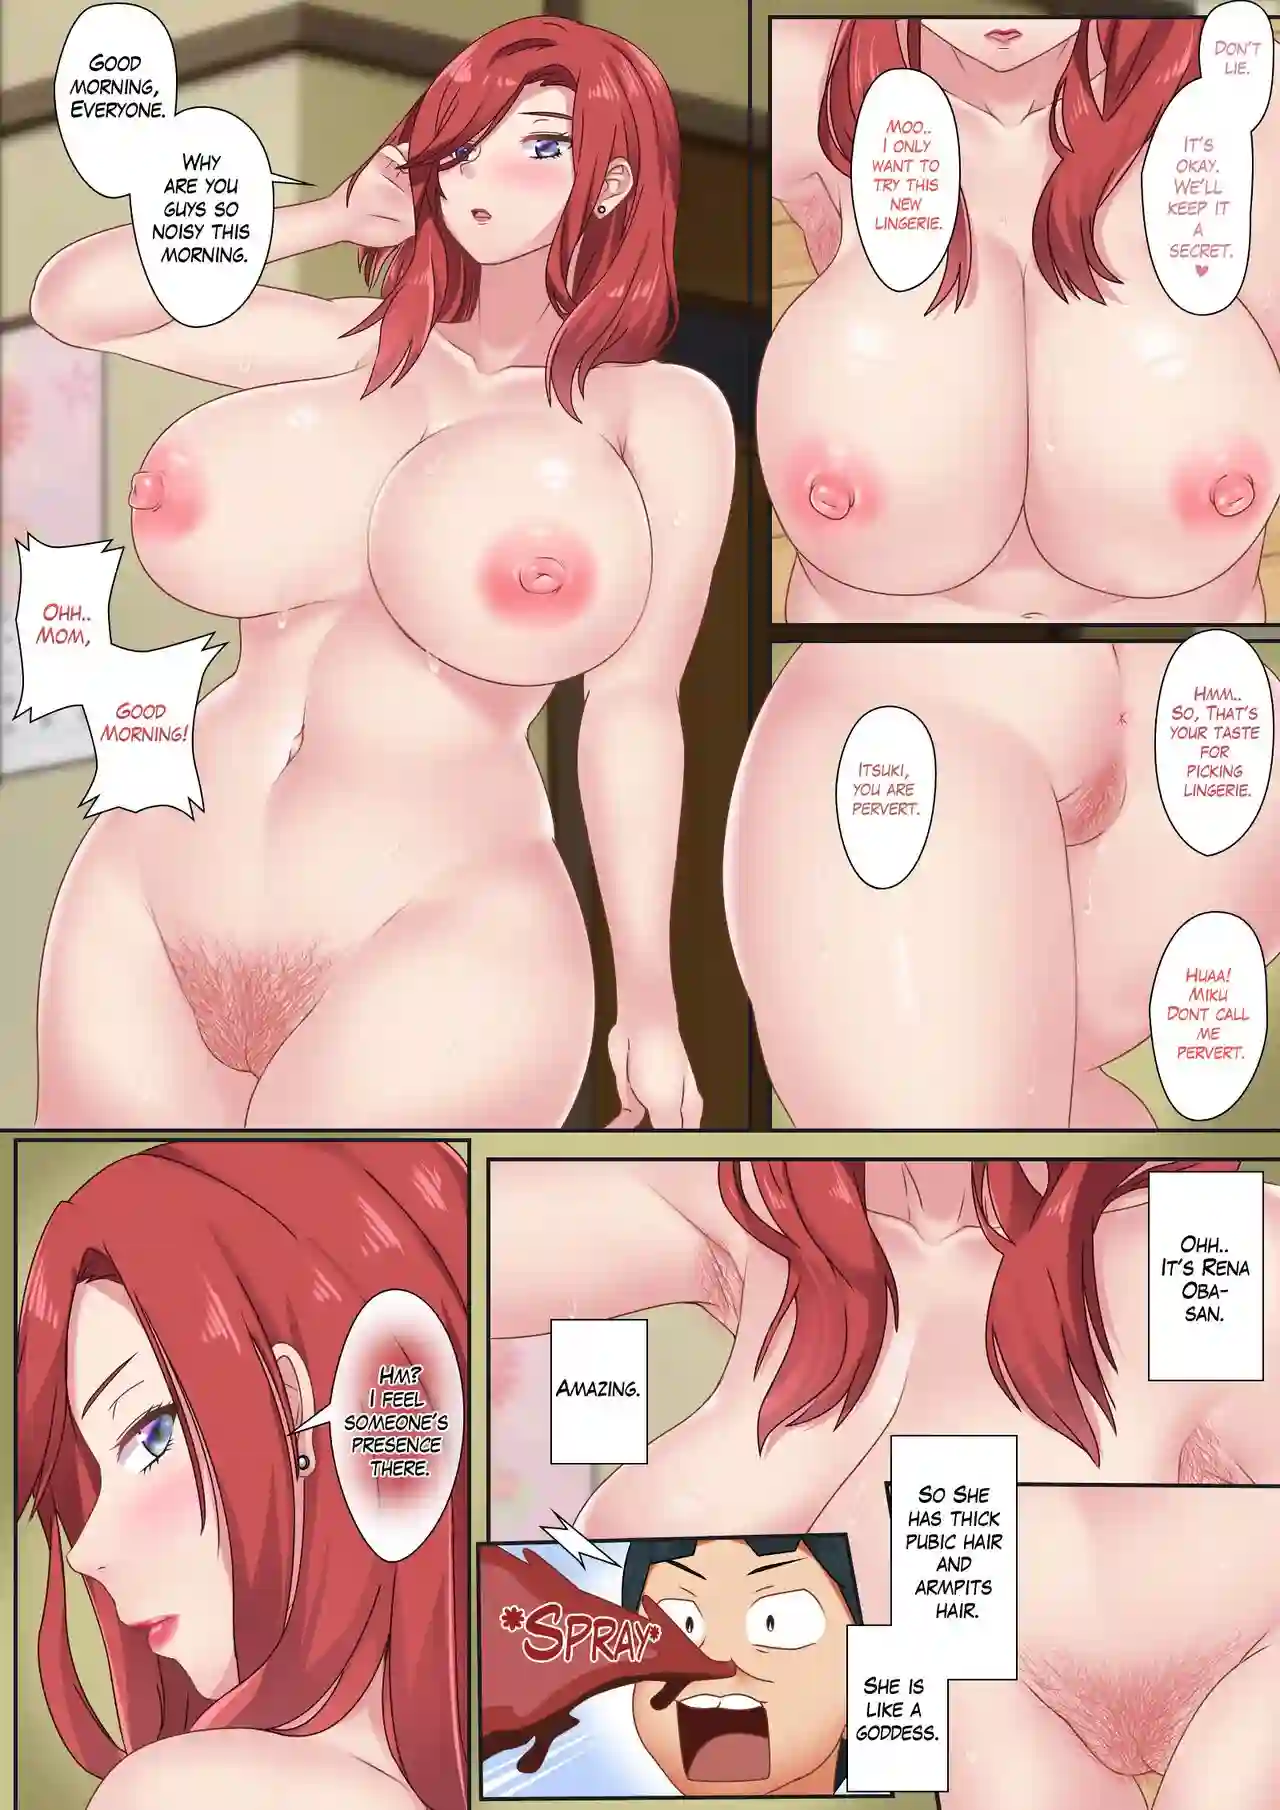 GOOD
MORNING,
EVERYONE.
WHY
ARE YOU
GUYS SO
NOISY THIS
MORNING.
OHH..
MOM,
GOOD
MORNING!
DON'T
LIE.
IT'S
OKAY.
WE'LL
KEEP IT
A
SECRET.
♥
MOO..
I ONLY
WANT TO
TRY THIS
NEW
LINGERIE.
HMM..
SO, THAT'S
YOUR TASTE
FOR
PICKING
LINGERIE.
ITSUKI,
YOU ARE
PERVERT.
HUAA!
MIKU
DONT CALL
ME
PERVERT.
HM?
I FEEL
SOMEONE'S
PRESENCE
THERE.
OHH..
IT'S RENA
OBA-
SAN.
AMAZING.
SO SHE
HAS THICK
PUBIC HAIR
AND
ARMPITS
HAIR.
*SPRAY*
SHE IS
LIKE A
GODDESS.